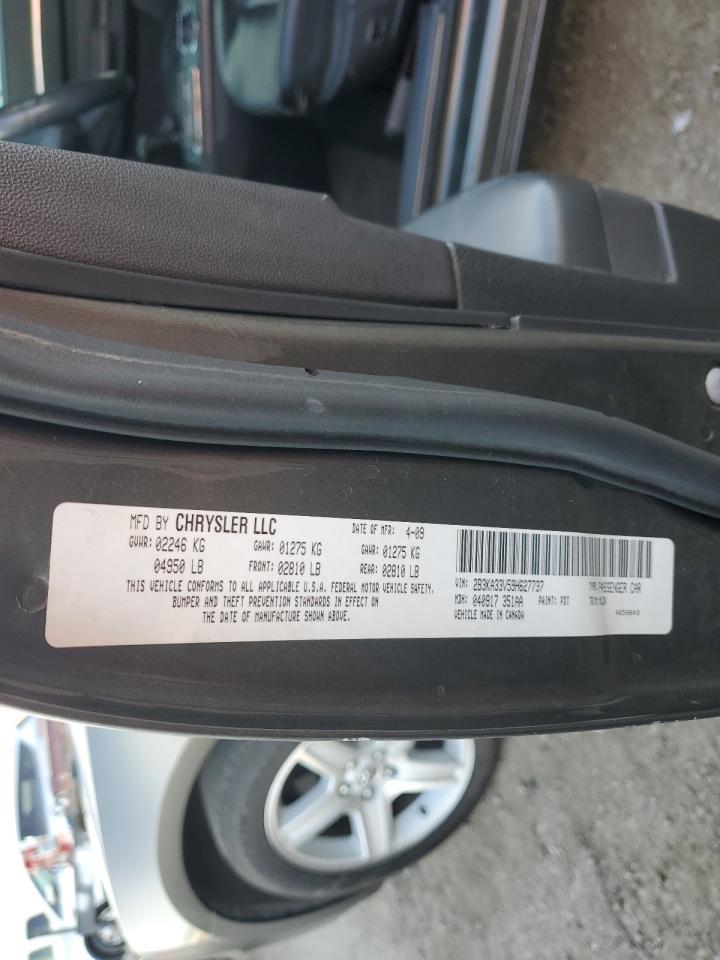 MFD BY CHRYSLER LLC DATE OF MFR: 4-09
GVWR: 02246 KG GAWR: 01275 KG GAWR: 01275 KG
04950 LB FRONT: 02810 LB REAR: 02810 LB
THIS VEHICLE CONFORMS TO ALL APPLICABLE U.S.A. FEDERAL MOTOR VEHICLE SAFETY,
BUMPER AND THEFT PREVENTION STANDARDS IN EFFECT ON
THE DATE OF MANUFACTURE SHOWN ABOVE.
VIN: 2B3KA33V59H627737 TYPE: PASSENGER CAR
MDH: 040917 351AA PAINT: PDT TRIM: MJDA
VEHICLE MADE IN CANADA 4658043